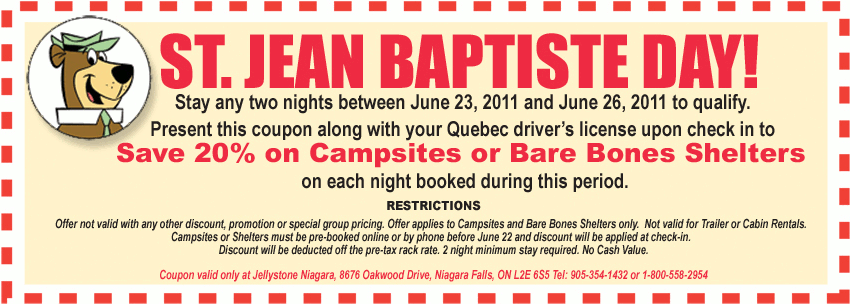 ST. JEAN BAPTISTE DAY!
Stay any two nights between June 23, 2011 and June 26, 2011 to qualify.
Present this coupon along with your Quebec driver's license upon check in to
Save 20% on Campsites or Bare Bones Shelters
on each night booked during this period.
RESTRICTIONS
Offer not valid with any other discount, promotion or special group pricing. Offer applies to Campsites and Bare Bones Shelters only. Not valid for Trailer or Cabin Rentals.
Campsites or Shelters must be pre-booked online or by phone before June 22 and discount will be applied at check-in.
Discount will be deducted off the pre-tax rack rate. 2 night minimum stay required. No Cash Value.
Coupon valid only at Jellystone Niagara, 8676 Oakwood Drive, Niagara Falls, ON L2E 6S5 Tel: 905-354-1432 or 1-800-558-2954